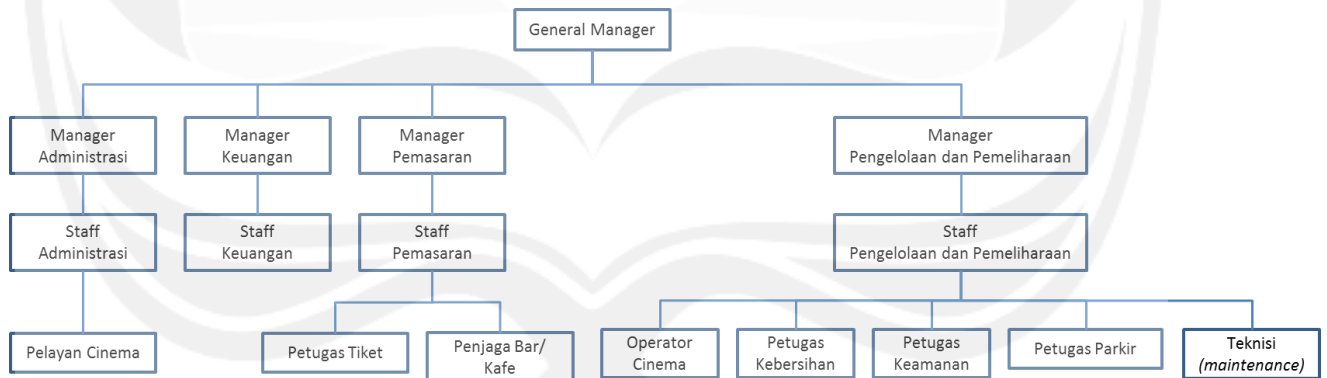 General Manager
Manager
Administrasi
Manager
Keuangan
Manager
Pemasaran
Manager
Pengelolaan dan Pemeliharaan
Staff
Administrasi
Staff
Keuangan
Staff
Pemasaran
Staff
Pengelolaan dan Pemeliharaan
Pelayan Cinema
Petugas Tiket
Penjaga Bar/
Kafe
Operator
Cinema
Petugas
Kebersihan
Petugas
Keamanan
Petugas Parkir
Teknisi
(maintenance)